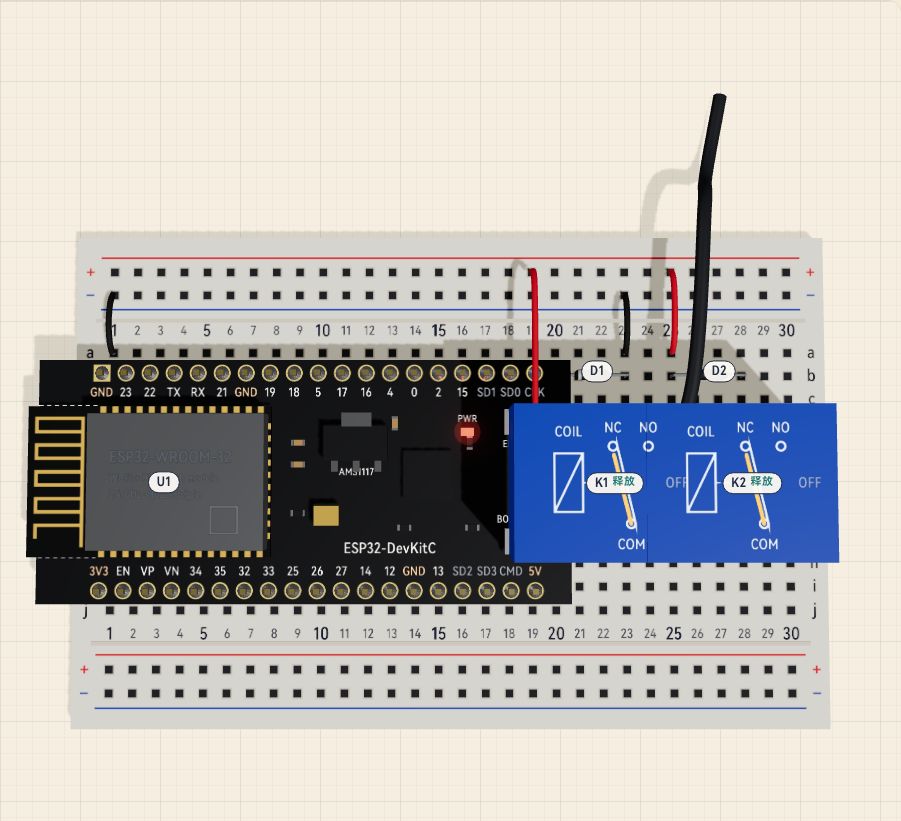 + +
− −
1 2 3 4 5 6 7 8 9 10 11 12 13 14 15 16 17 18 20 21 22 24 27 28 29 30
a a
b
c
D1 D2
GND 23 22 TX RX 21 GND 19 18 5 17 16 4 0 2 15 SD1 SD0
PWR
COIL NC NO COIL NC NO
ESP32-WROOM-32
AMS1117
U1
K1 释放 K2 释放 OFF
ESP32-DevKitC
COM COM
3V3 EN VP VN 34 35 32 33 25 26 27 14 12 GND 13 SD2 SD3 CMD 5V
i
j j
1 2 3 4 5 6 7 8 9 10 11 12 13 14 15 16 17 18 19 20 21 22 23 24 25 26 27 28 29 30
+ +
− −